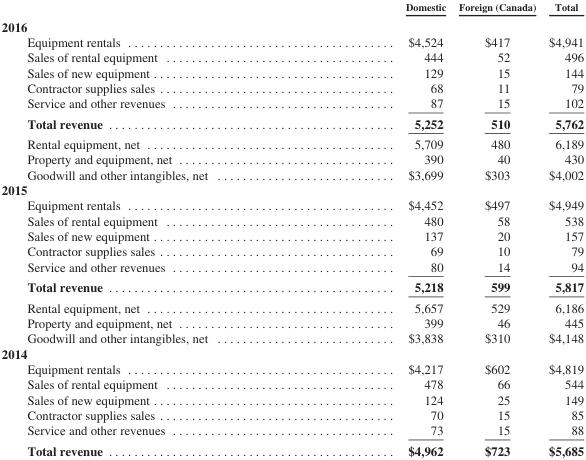 Domestic Foreign (Canada) Total
2016
Equipment rentals $4,524 $417 $4,941
Sales of rental equipment 444 52 496
Sales of new equipment 129 15 144
Contractor supplies sales 68 11 79
Service and other revenues 87 15 102
Total revenue 5,252 510 5,762
Rental equipment, net 5,709 480 6,189
Property and equipment, net 390 40 430
Goodwill and other intangibles, net $3,699 $303 $4,002
2015
Equipment rentals $4,452 $497 $4,949
Sales of rental equipment 480 58 538
Sales of new equipment 137 20 157
Contractor supplies sales 69 10 79
Service and other revenues 80 14 94
Total revenue 5,218 599 5,817
Rental equipment, net 5,657 529 6,186
Property and equipment, net 399 46 445
Goodwill and other intangibles, net $3,838 $310 $4,148
2014
Equipment rentals $4,217 $602 $4,819
Sales of rental equipment 478 66 544
Sales of new equipment 124 25 149
Contractor supplies sales 70 15 85
Service and other revenues 73 15 88
Total revenue $4,962 $723 $5,685